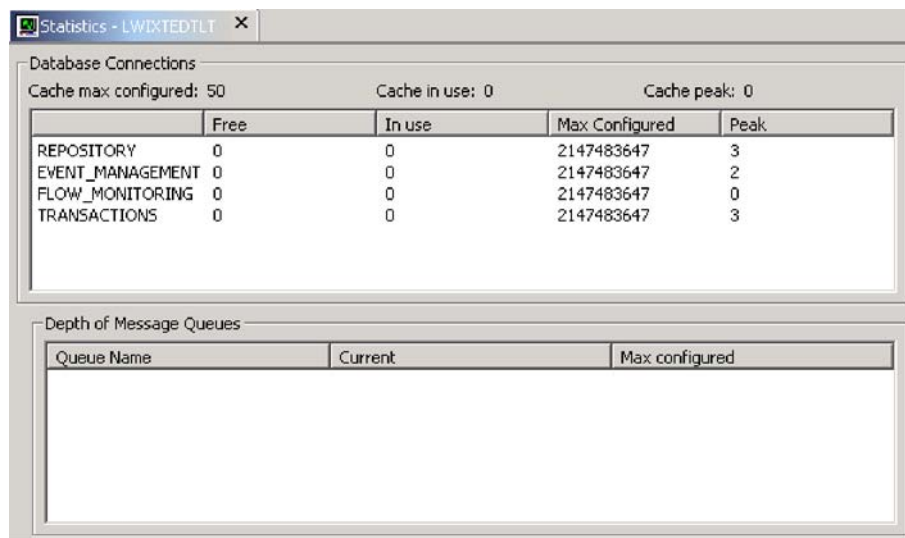 Statistics - LWIXTEDTLT ×
Database Connections
Cache max configured: 50 Cache in use: 0 Cache peak: 0
Free In use Max Configured Peak
REPOSITORY 0 0 2147483647 3
EVENT_MANAGEMENT 0 0 2147483647 2
FLOW_MONITORING 0 0 2147483647 0
TRANSACTIONS 0 0 2147483647 3
Depth of Message Queues
Queue Name Current Max configured